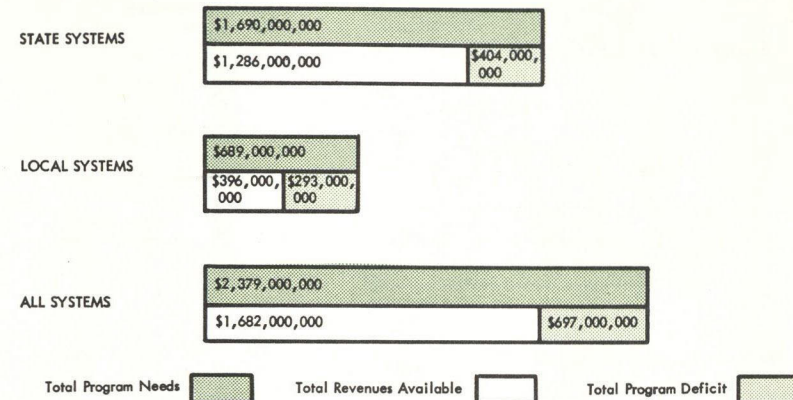 STATE SYSTEMS
$1,690,000,000
$1,286,000,000
$404,000,
000
LOCAL SYSTEMS
$689,000,000
$396,000,
000
$293,000,
000
ALL SYSTEMS
$2,379,000,000
$1,682,000,000
$697,000,000
Total Program Needs
Total Revenues Available
Total Program Deficit